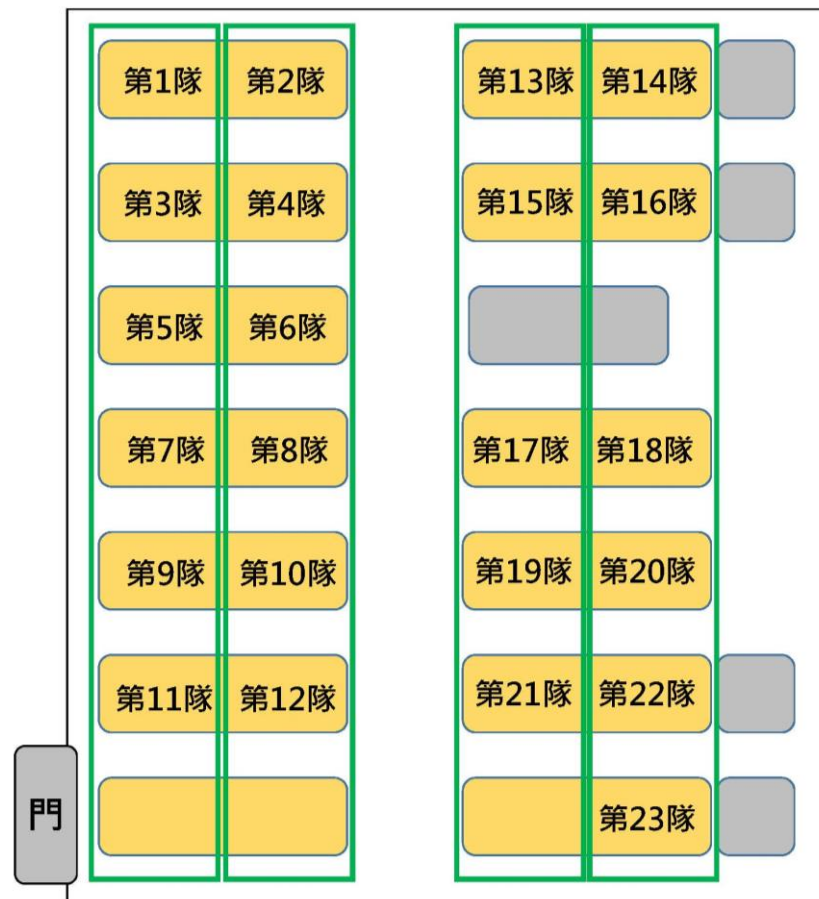 第1隊 第2隊 第13隊 第14隊
第3隊 第4隊 第15隊 第16隊
第5隊 第6隊
第7隊 第8隊 第17隊 第18隊
第9隊 第10隊 第19隊 第20隊
第11隊 第12隊 第21隊 第22隊
門 第23隊